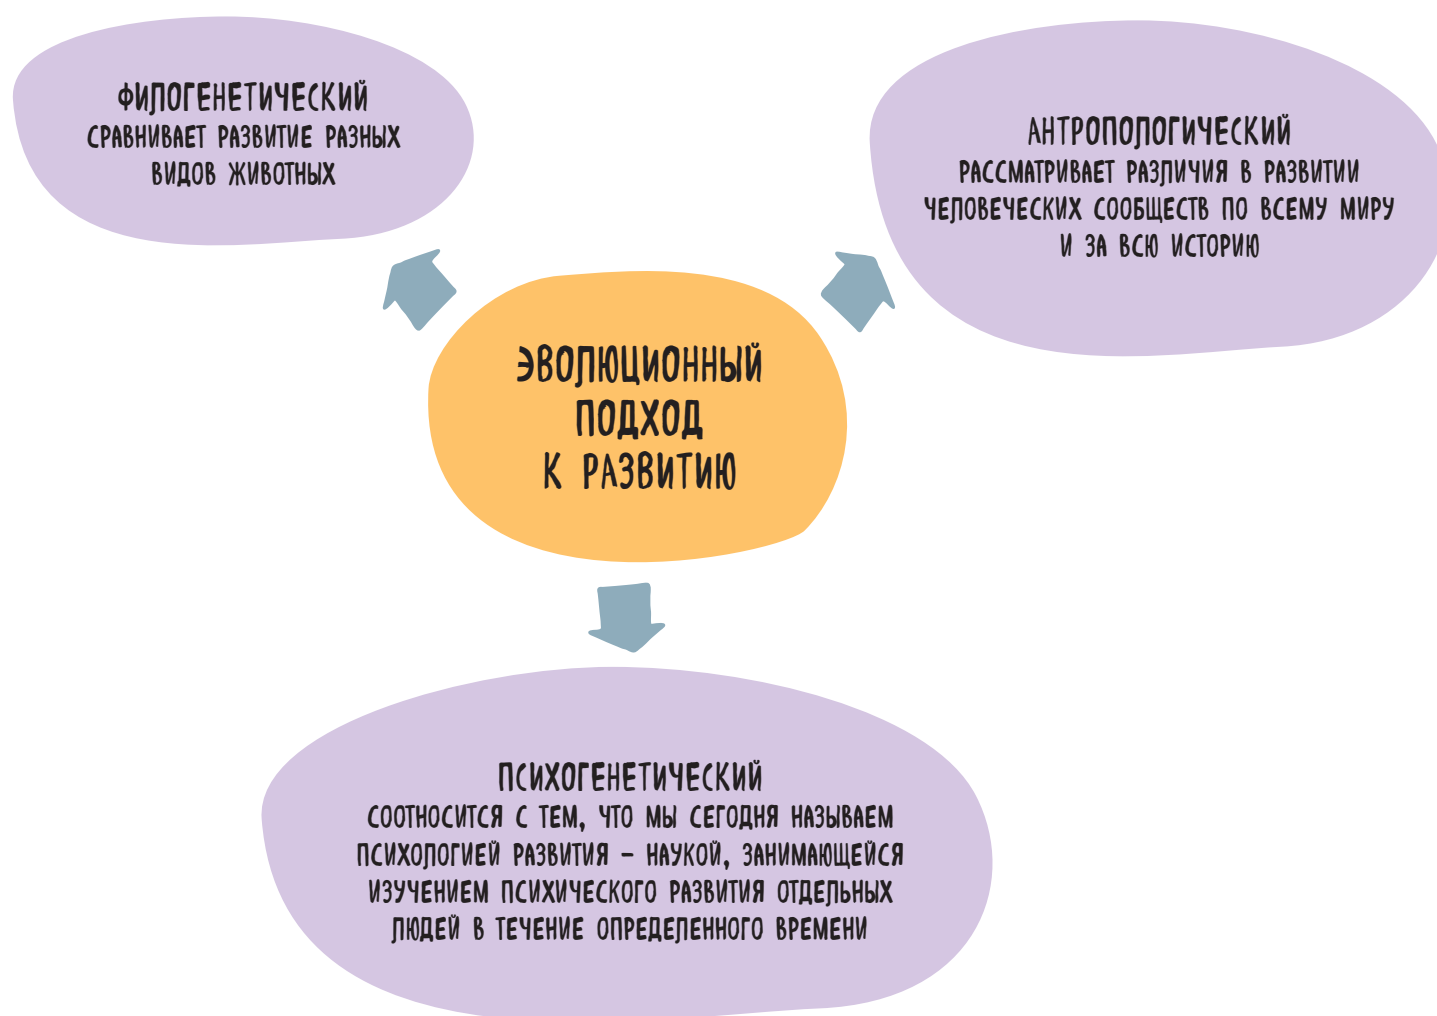 ФИЛОГЕНЕТИЧЕСКИЙ
СРАВНИВАЕТ РАЗВИТИЕ РАЗНЫХ
ВИДОВ ЖИВОТНЫХ
АНТРОПОЛОГИЧЕСКИЙ
РАССМАТРИВАЕТ РАЗЛИЧИЯ В РАЗВИТИИ
ЧЕЛОВЕЧЕСКИХ СООБЩЕСТВ ПО ВСЕМУ МИРУ
И ЗА ВСЮ ИСТОРИЮ
ЭВОЛЮЦИОННЫЙ
ПОДХОД
К РАЗВИТИЮ
ПСИХОГЕНЕТИЧЕСКИЙ
СООТНОСИТСЯ С ТЕМ, ЧТО МЫ СЕГОДНЯ НАЗЫВАЕМ
ПСИХОЛОГИЕЙ РАЗВИТИЯ – НАУКОЙ, ЗАНИМАЮЩЕЙСЯ
ИЗУЧЕНИЕМ ПСИХИЧЕСКОГО РАЗВИТИЯ ОТДЕЛЬНЫХ
ЛЮДЕЙ В ТЕЧЕНИЕ ОПРЕДЕЛЕННОГО ВРЕМЕНИ